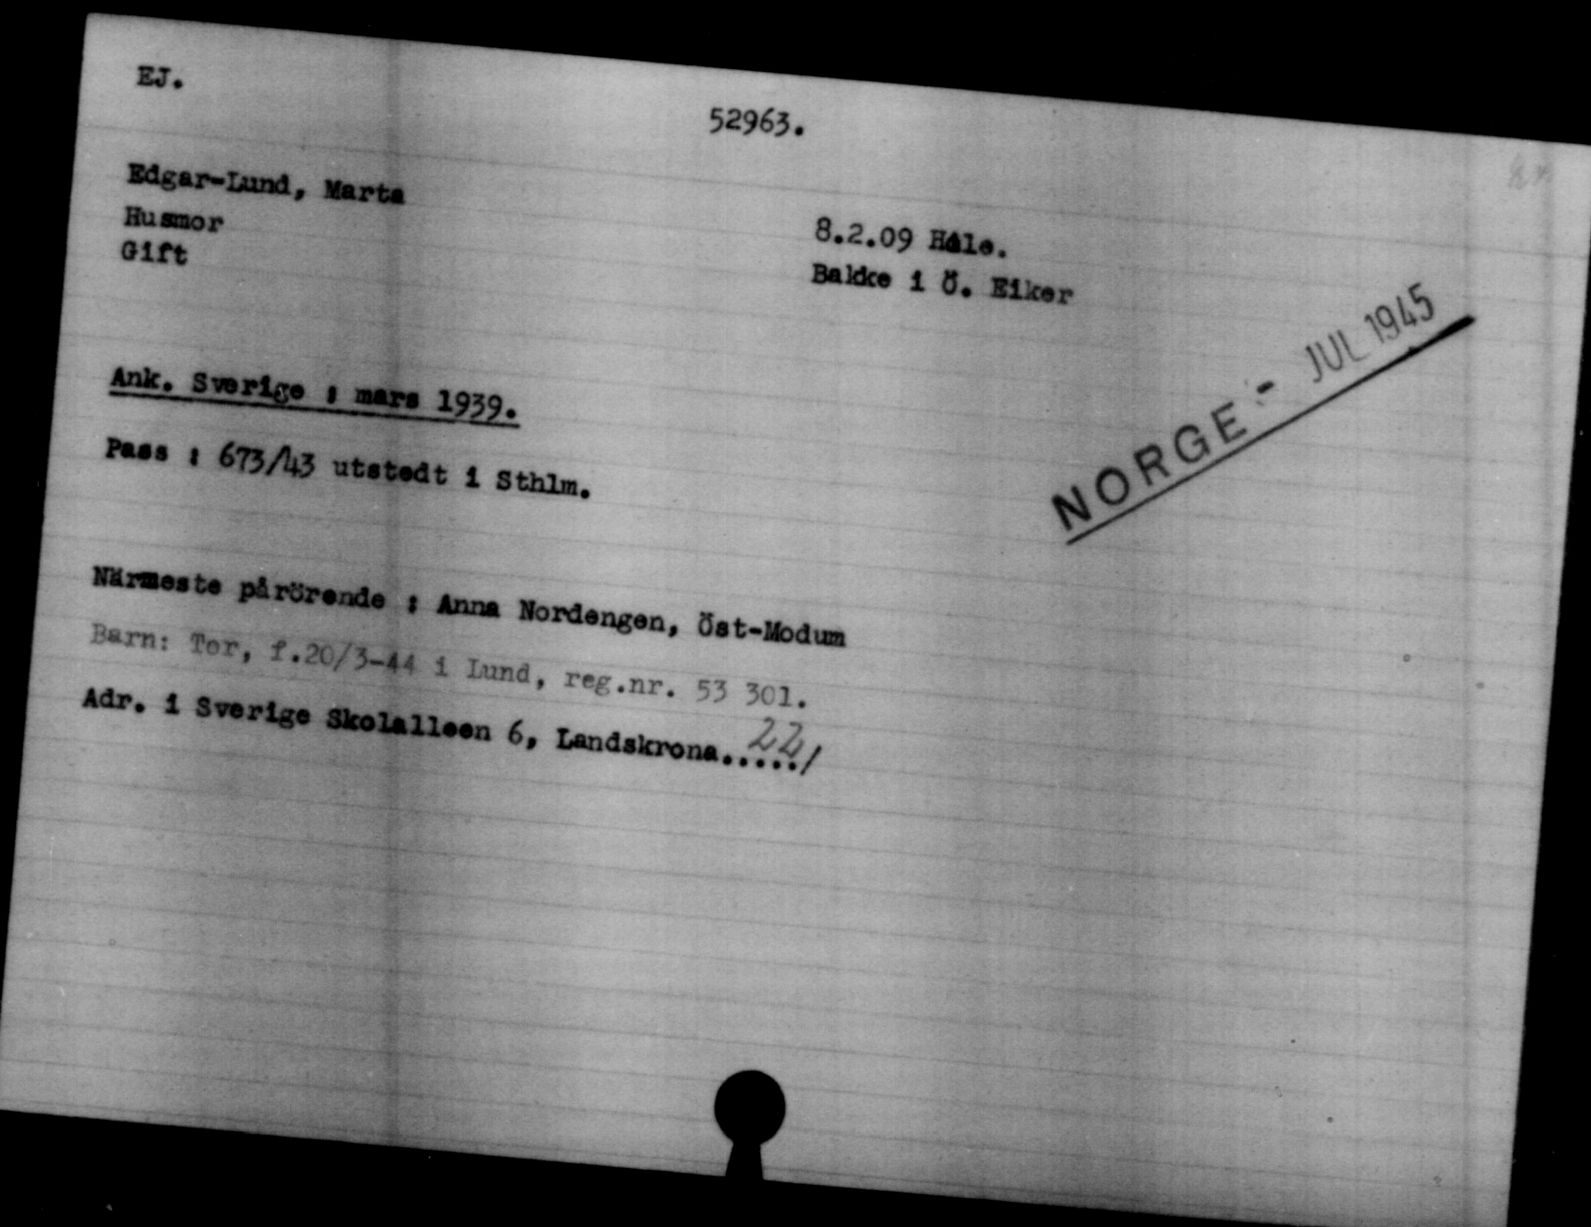 EJ.
52963.
Edgar-Lund, Marta
Husmor
Gift
8.2.09 Håle.
Bakke i Ö. Eiker
NORGE - JUL 1945
Ank. Sverige : mars 1939.
Pass : 673/43 utstedt i Sthlm.
Närmeste pårörende : Anna Nordengen, Öst-Modum
Barn: Tor, f.20/3-44 i Lund, reg.nr. 53 301.
Adr. i Sverige Skolalleen 6, Landskrona...../
22